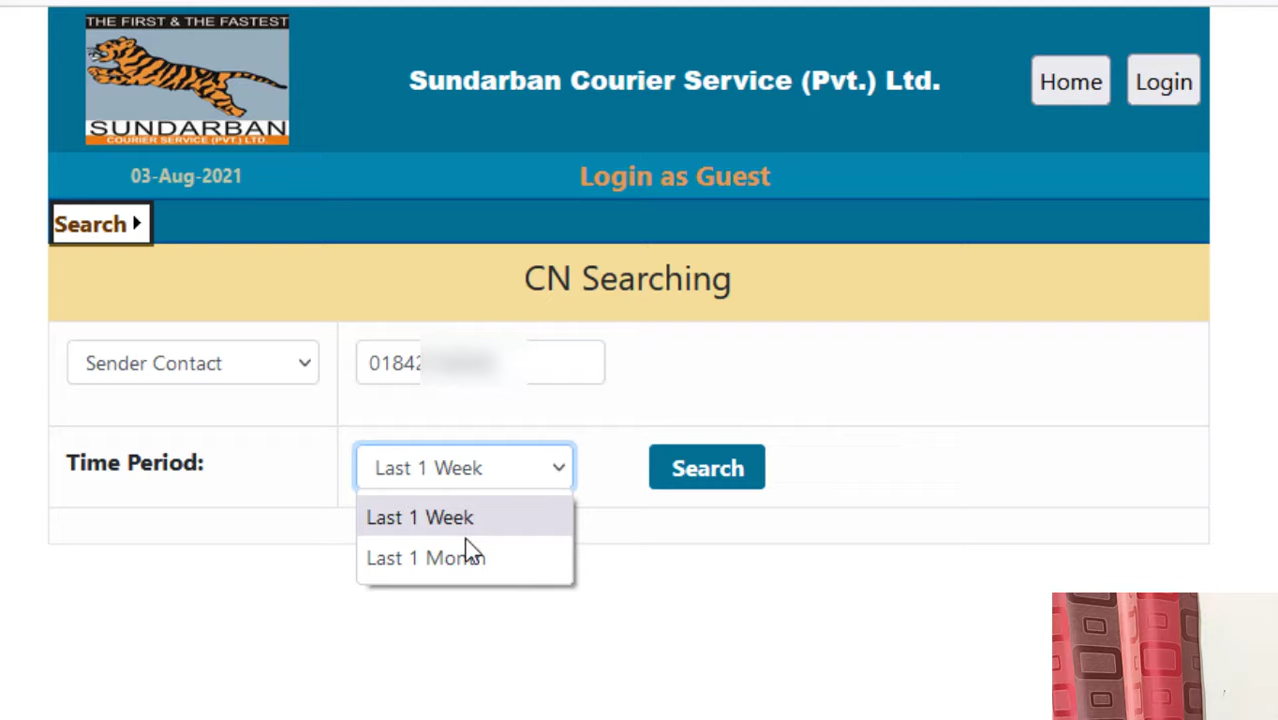 THE FIRST & THE FASTEST
SUNDARBAN
COURIER SERVICE (PVT.) LTD.
Sundarban Courier Service (Pvt.) Ltd.
Home
Login
03-Aug-2021
Login as Guest
Search
CN Searching
Sender Contact
01842
Time Period:
Last 1 Week
Search
Last 1 Week
Last 1 Month